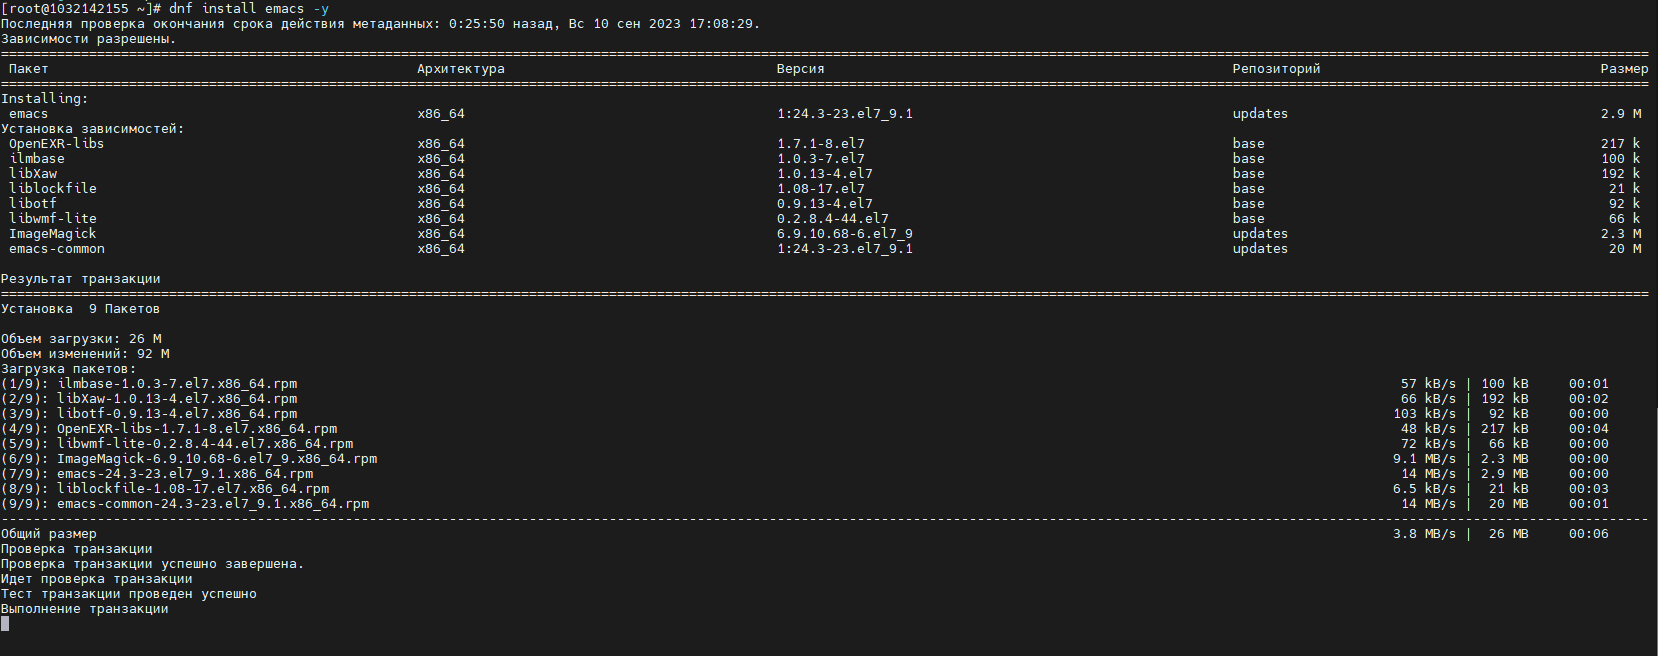 [root@1032142155 ~]# dnf install emacs -y
Последняя проверка окончания срока действия метаданных: 0:25:50 назад, Вс 10 сен 2023 17:08:29.
Зависимости разрешены.
Пакет Архитектура Версия Репозиторий Размер
Installing:
emacs x86_64 1:24.3-23.el7_9.1 updates 2.9 M
Установка зависимостей:
OpenEXR-libs x86_64 1.7.1-8.el7 base 217 k
ilmbase x86_64 1.0.3-7.el7 base 100 k
libXaw x86_64 1.0.13-4.el7 base 192 k
liblockfile x86_64 1.08-17.el7 base 21 k
libotf x86_64 0.9.13-4.el7 base 92 k
libwmf-lite x86_64 0.2.8.4-44.el7 base 66 k
ImageMagick x86_64 6.9.10.68-6.el7_9 updates 2.3 M
emacs-common x86_64 1:24.3-23.el7_9.1 updates 20 M
Результат транзакции
Установка 9 Пакетов
Объем загрузки: 26 M
Объем изменений: 92 M
Загрузка пакетов:
(1/9): ilmbase-1.0.3-7.el7.x86_64.rpm 57 kB/s | 100 kB 00:01
(2/9): libXaw-1.0.13-4.el7.x86_64.rpm 66 kB/s | 192 kB 00:02
(3/9): libotf-0.9.13-4.el7.x86_64.rpm 103 kB/s | 92 kB 00:00
(4/9): OpenEXR-libs-1.7.1-8.el7.x86_64.rpm 48 kB/s | 217 kB 00:04
(5/9): libwmf-lite-0.2.8.4-44.el7.x86_64.rpm 72 kB/s | 66 kB 00:00
(6/9): ImageMagick-6.9.10.68-6.el7_9.x86_64.rpm 9.1 MB/s | 2.3 MB 00:00
(7/9): emacs-24.3-23.el7_9.1.x86_64.rpm 14 MB/s | 2.9 MB 00:00
(8/9): liblockfile-1.08-17.el7.x86_64.rpm 6.5 kB/s | 21 kB 00:03
(9/9): emacs-common-24.3-23.el7_9.1.x86_64.rpm 14 MB/s | 20 MB 00:01
Общий размер 3.8 MB/s | 26 MB 00:06
Проверка транзакции
Проверка транзакции успешно завершена.
Идет проверка транзакции
Тест транзакции проведен успешно
Выполнение транзакции